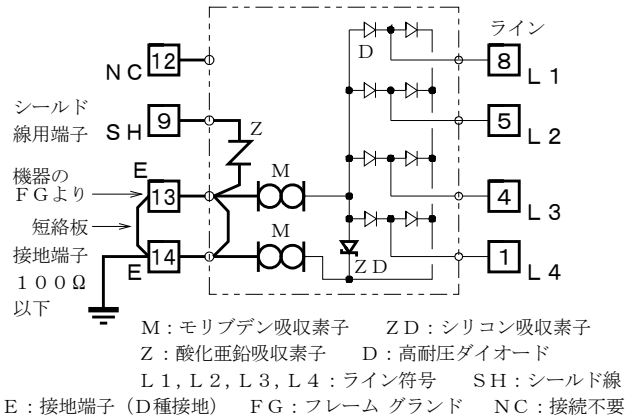 ライン
D
12
NC
8
L1
シールド
線用端子
9
SH
Z
5
L2
機器の
FGより
E
13
M
4
L3
短絡板
M
接地端子
14
E
100Ω
以下
ZD
1
L4
M：モリブデン吸収素子　ZD：シリコン吸収素子
Z：酸化亜鉛吸収素子　D：高耐圧ダイオード
L1, L2, L3, L4：ライン符号　SH：シールド線
E：接地端子（D種接地）　FG：フレーム グランド　NC：接続不要